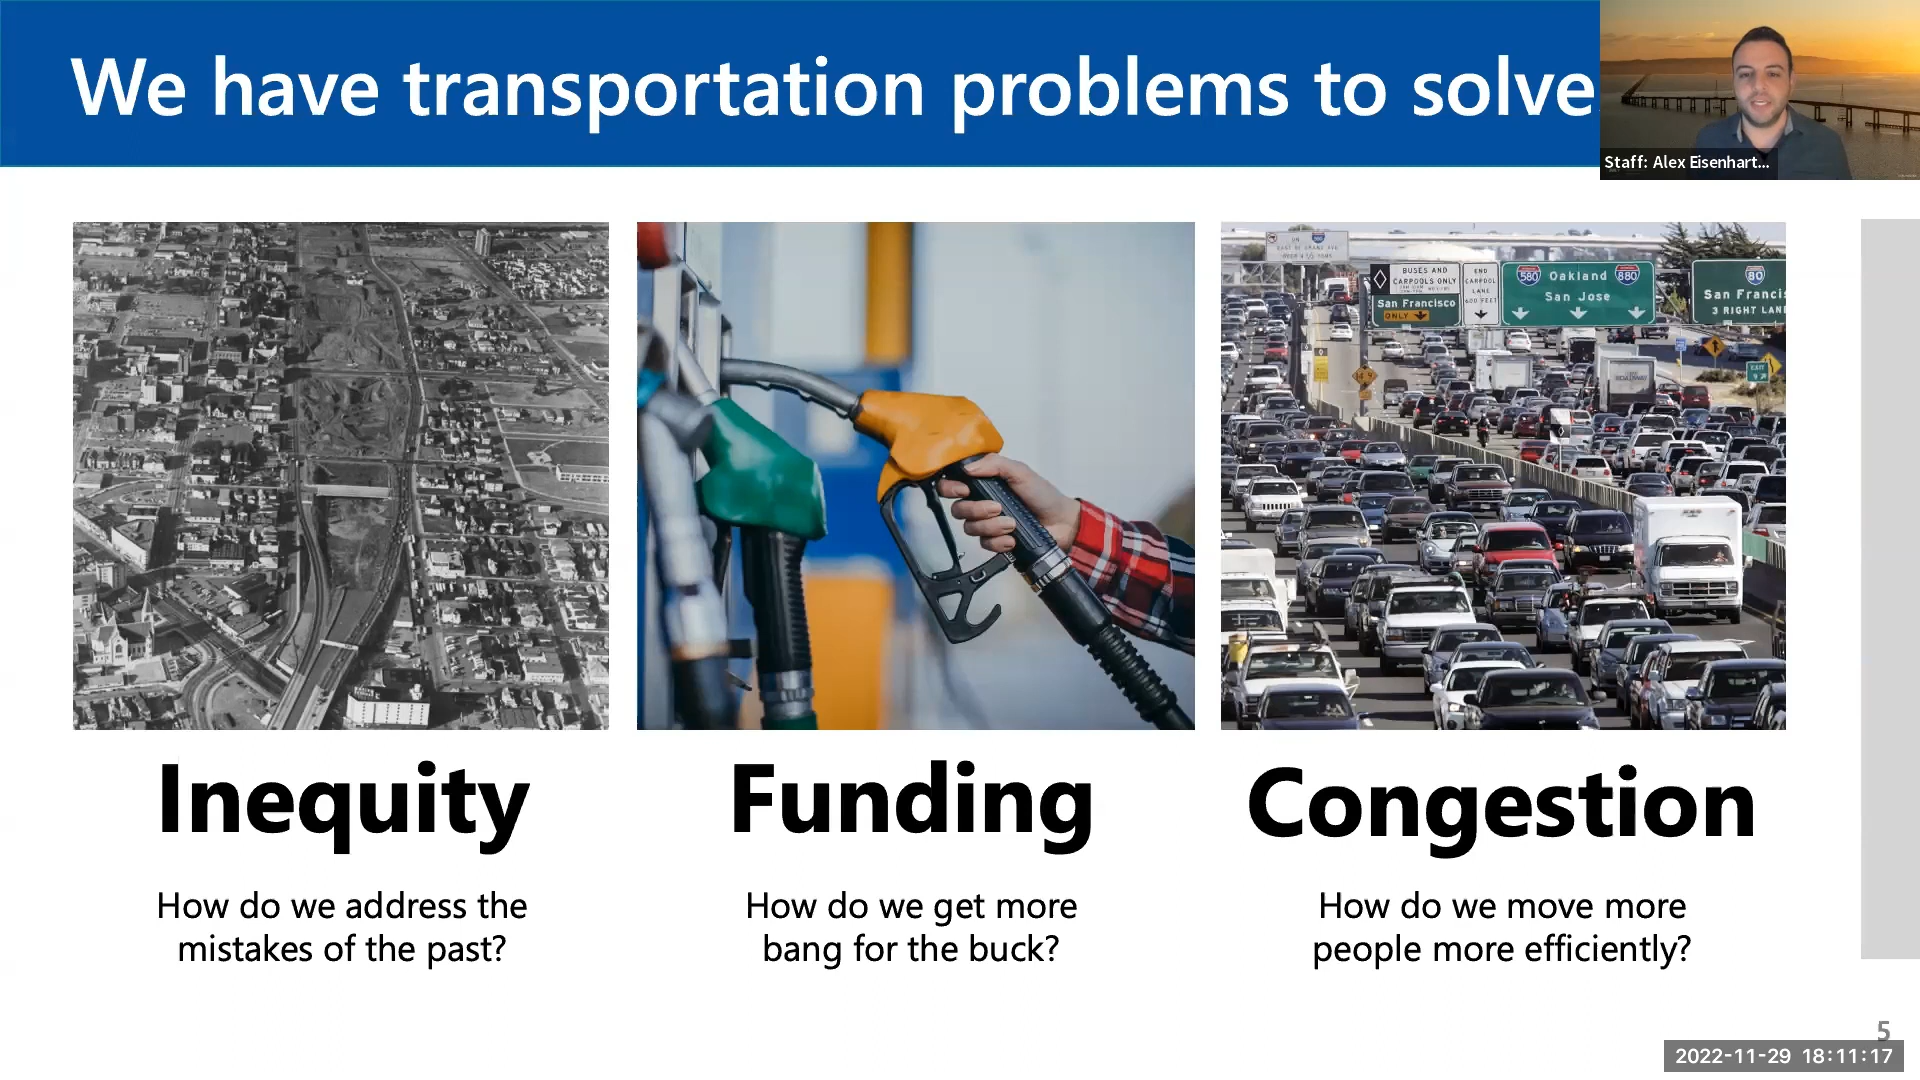 We have transportation problems to solve
Staff: Alex Eisenhart...
BUSES AND
CARPOOLS ONLY
San Francisco
ONLY
END
CARPOOL
LANE
600 FEET
580 Oakland 880
San Jose
80
San Francis
3 RIGHT LAN
EXIT
Inequity
Funding
Congestion
How do we address the
mistakes of the past?
How do we get more
bang for the buck?
How do we move more
people more efficiently?
5
2022-11-29 18:11:17